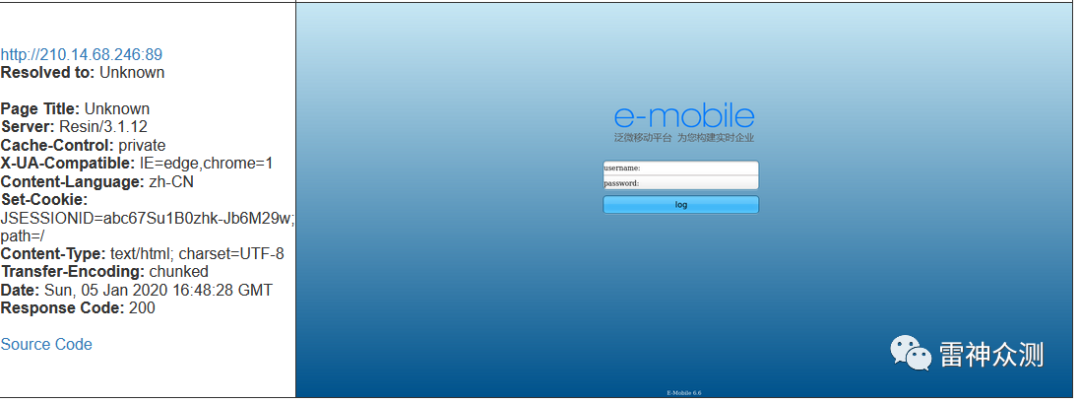 http://210.14.68.246:89
Resolved to: Unknown
Page Title: Unknown
Server: Resin/3.1.12
Cache-Control: private
X-UA-Compatible: IE=edge,chrome=1
Content-Language: zh-CN
Set-Cookie:
JSESSIONID=abc67Su1B0zhk-Jb6M29w;
path=/
Content-Type: text/html; charset=UTF-8
Transfer-Encoding: chunked
Date: Sun, 05 Jan 2020 16:48:28 GMT
Response Code: 200
Source Code
e-mobile
泛微移动平台 为您构建实时企业
username:
password:
log
雷神众测
E-Mobile 6.6